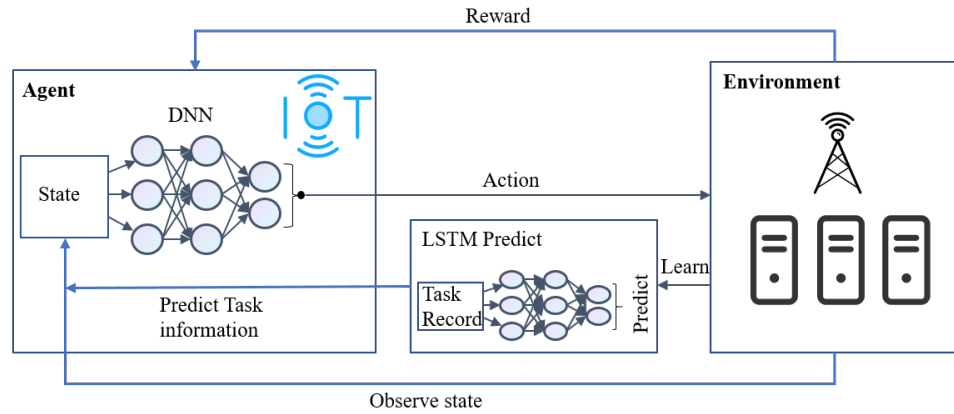 Reward
Agent
Environment
DNN
I T
State
Action
LSTM Predict
Learn
Task
Record
Predict
Predict Task
information
Observe state